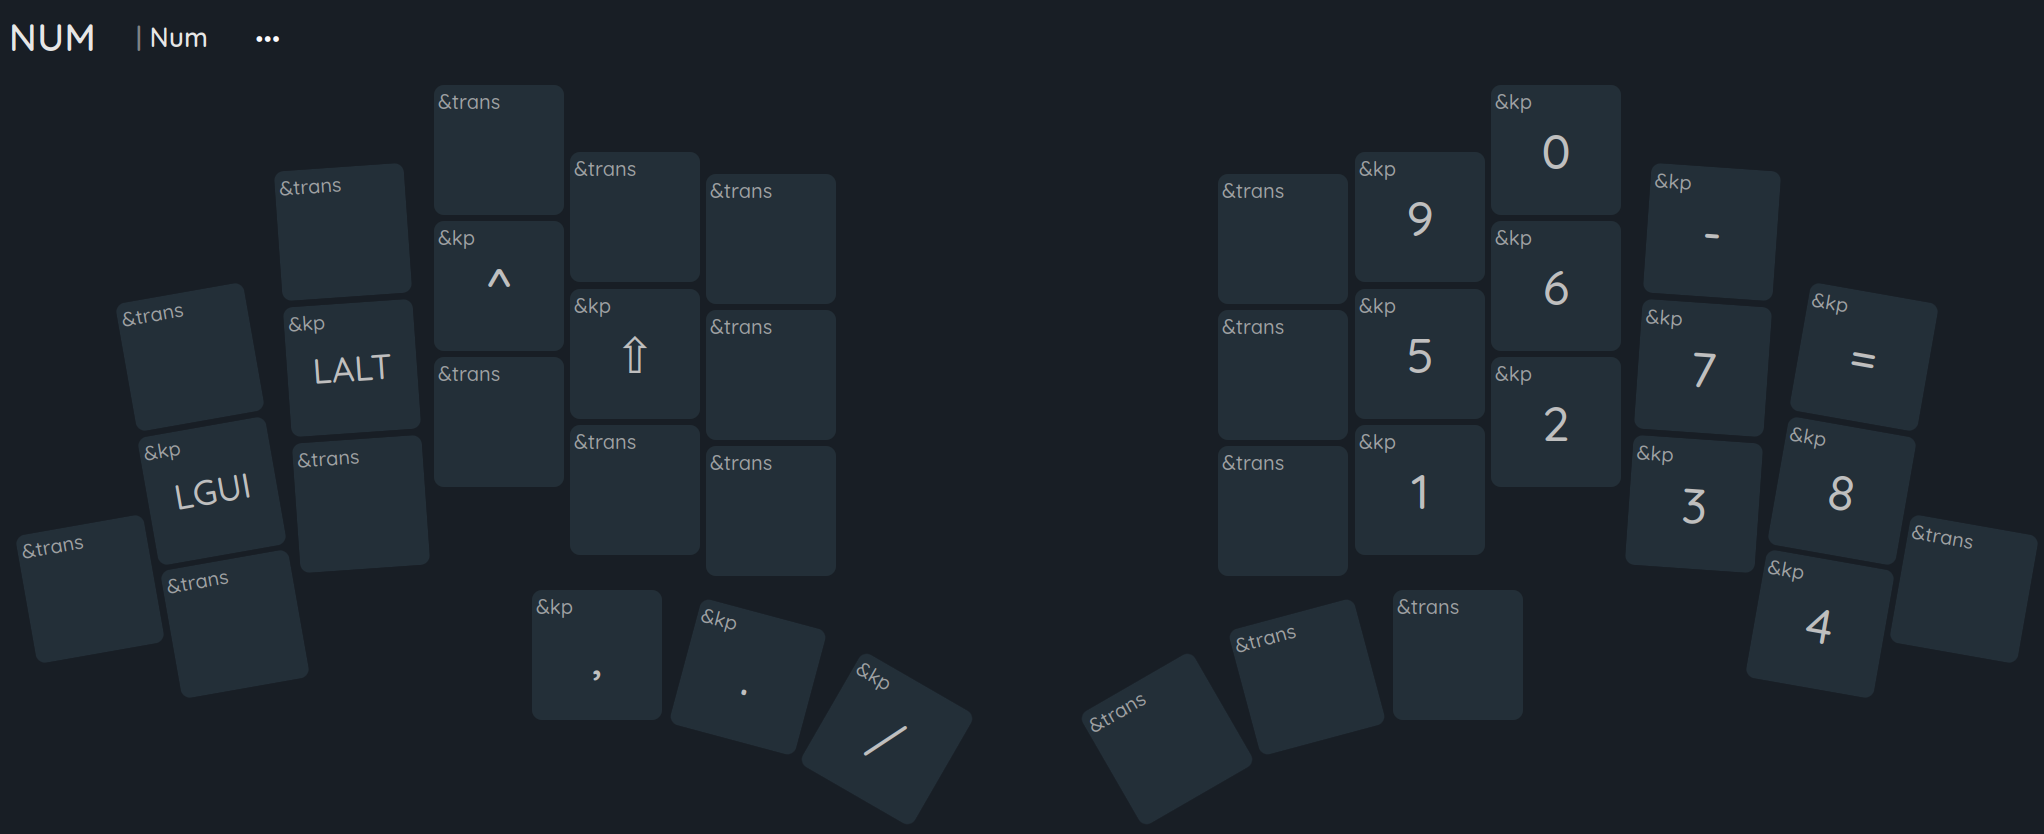 NUM | Num •••
&trans
&kp
0
&trans
&kp
9
&trans
&kp
-
&trans
&trans
&trans
&kp
^
&kp
6
&kp
=
&trans
&kp
⇧
&kp
5
&kp
LALT
&kp
7
&trans
&trans
&trans
&kp
2
&kp
LGUI
&kp
8
&trans
&kp
1
&trans
&kp
3
&trans
&trans
&trans
&trans
&trans
&kp
4
&kp
,
&kp
.
&kp
/
&trans
&trans
&trans